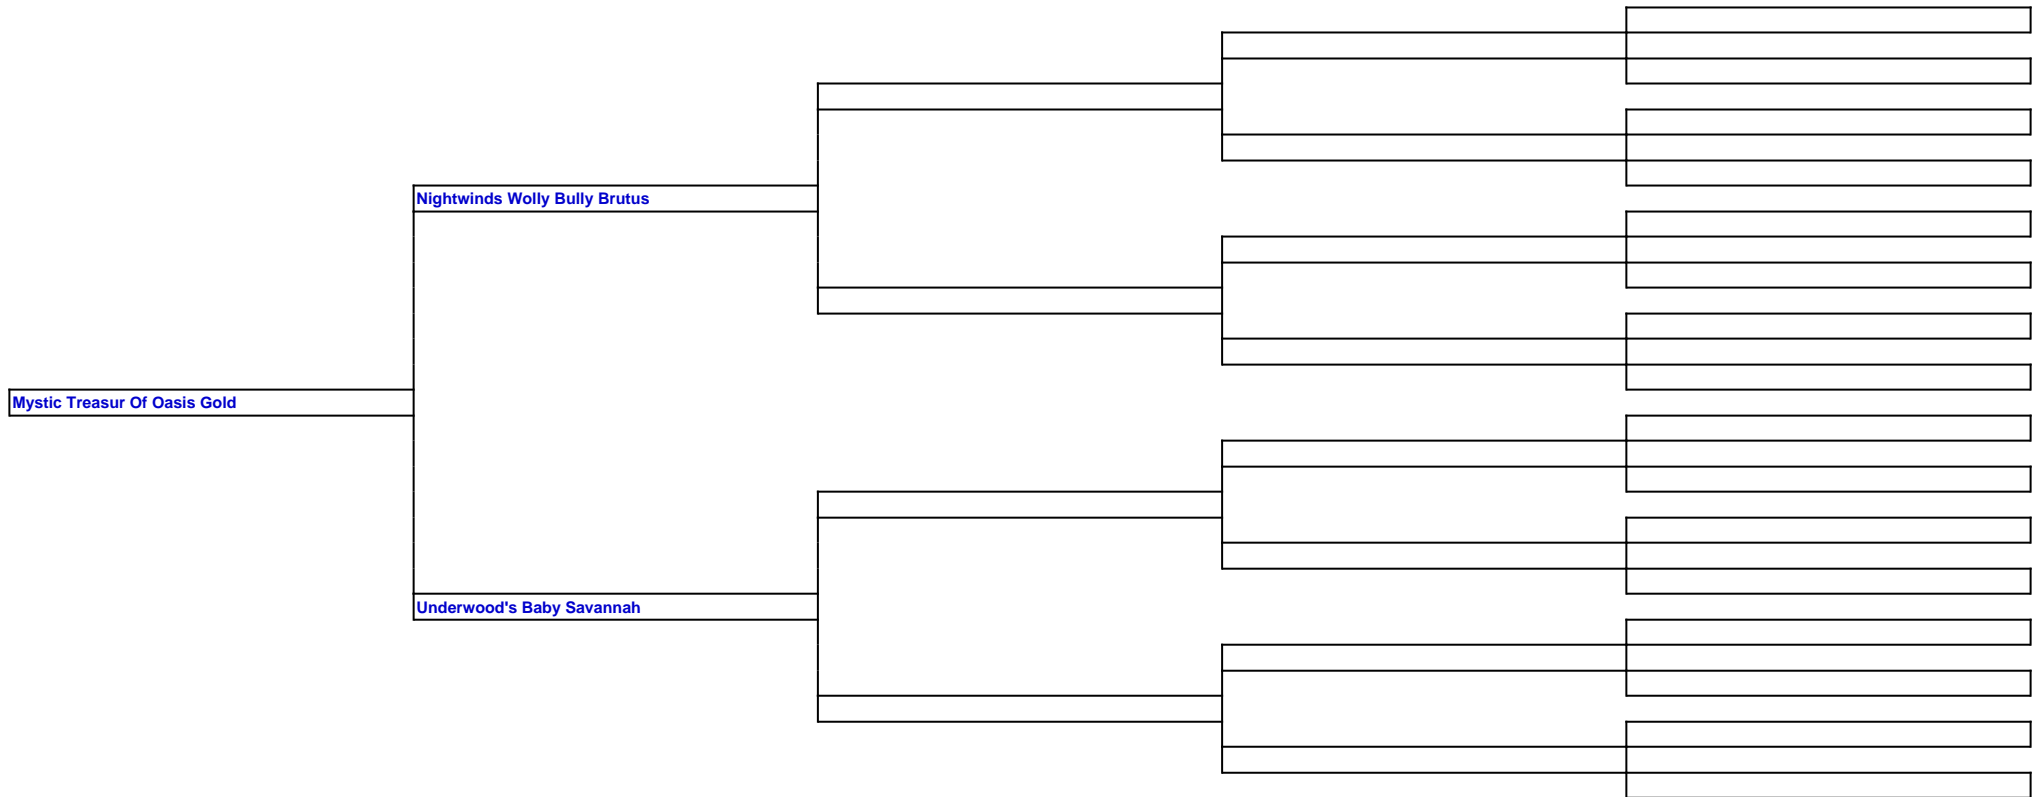 Nightwinds Wolly Bully Brutus
Mystic Treasur Of Oasis Gold
Underwood's Baby Savannah